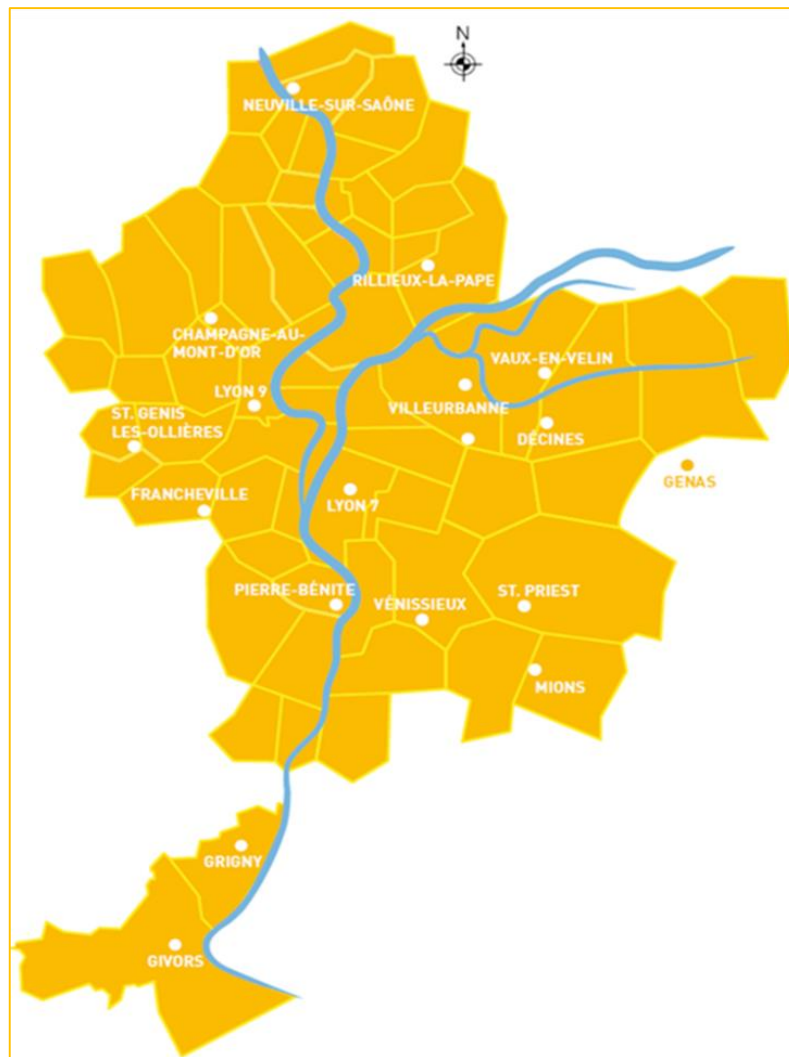 N
NEUVILLE-SUR-SAÔNE
RILLIEUX-LA-PAPE
CHAMPAGNE-AU-
MONT-D'OR
VAUX-EN-VELIN
LYON 9
VILLEURBANNE
ST. GENIS
LES-OLLIÈRES
DÉCINES
GENAS
FRANCHEVILLE
LYON 7
PIERRE-BÉNITE
VÉNISSIEUX
ST. PRIEST
MIONS
GRIGNY
GIVORS